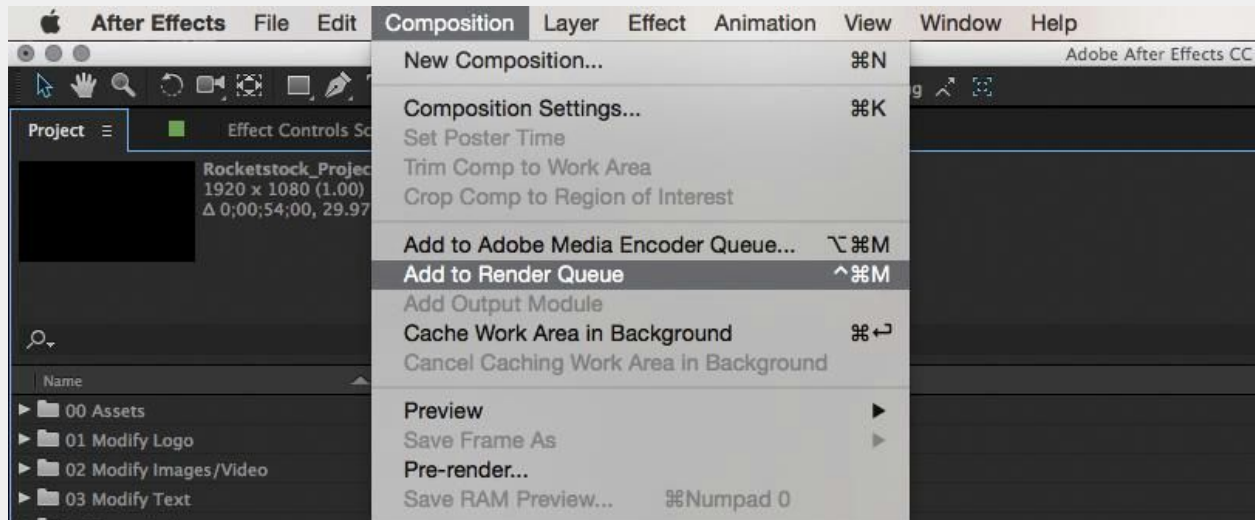 After Effects File Edit Composition Layer Effect Animation View Window Help
Adobe After Effects CC
Project
Effect Controls Sc
Rocketstock_Projec
1920 x 1080 (1.00)
Δ 0;00;54;00, 29.97
New Composition... ⌘N
Composition Settings... ⌘K
Set Poster Time
Trim Comp to Work Area
Crop Comp to Region of Interest
Add to Adobe Media Encoder Queue... ⌥⌘M
Add to Render Queue ^⌘M
Add Output Module
Cache Work Area in Background ⌘↩
Cancel Caching Work Area in Background
Preview
Save Frame As
Pre-render...
Save RAM Preview... ⌘Numpad 0
Name
00 Assets
01 Modify Logo
02 Modify Images/Video
03 Modify Text